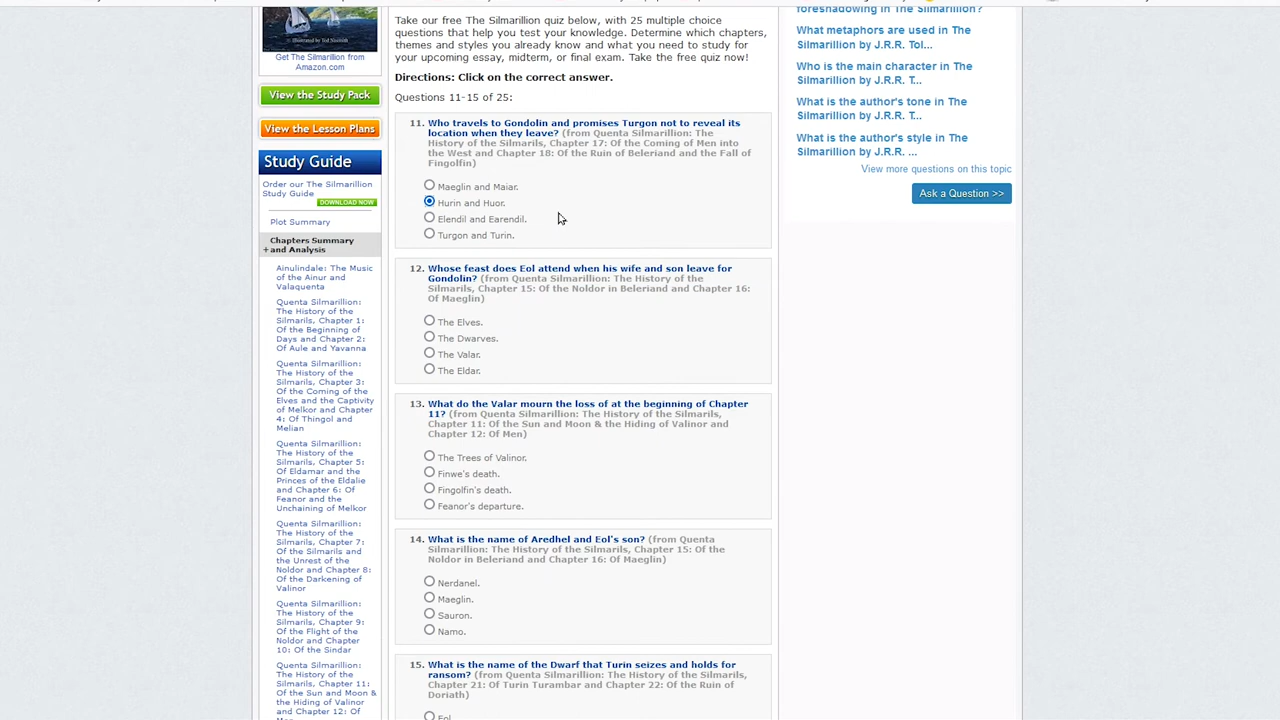 Illustrated by Ted Nasmith
Get The Silmarillion from
Amazon.com
View the Study Pack
View the Lesson Plans
Study Guide
Order our The Silmarillion
Study Guide
DOWNLOAD NOW
Plot Summary
Chapters Summary
+ and Analysis
Ainulindale: The Music
of the Ainur and
Valaquenta
Quenta Silmarillion:
The History of the
Silmarils, Chapter 1:
Of the Beginning of
Days and Chapter 2:
Of Aule and Yavanna
Quenta Silmarillion:
The History of the
Silmarils, Chapter 3:
Of the Coming of the
Elves and the Captivity
of Melkor and Chapter
4: Of Thingol and
Melian
Quenta Silmarillion:
The History of the
Silmarils, Chapter 5:
Of Eldamar and the
Princes of the Eldalie
and Chapter 6: Of
Feanor and the
Unchaining of Melkor
Quenta Silmarillion:
The History of the
Silmarils, Chapter 7:
Of the Silmarils and
the Unrest of the
Noldor and Chapter 8:
Of the Darkening of
Valinor
Quenta Silmarillion:
The History of the
Silmarils, Chapter 9:
Of the Flight of the
Noldor and Chapter
10: Of the Sindar
Quenta Silmarillion:
The History of the
Silmarils, Chapter 11:
Of the Sun and Moon &
the Hiding of Valinor
and Chapter 12: Of
Take our free The Silmarillion quiz below, with 25 multiple choice
questions that help you test your knowledge. Determine which chapters,
themes and styles you already know and what you need to study for
your upcoming essay, midterm, or final exam. Take the free quiz now!
Directions: Click on the correct answer.
Questions 11-15 of 25:
11. Who travels to Gondolin and promises Turgon not to reveal its
location when they leave? (from Quenta Silmarillion: The
History of the Silmarils, Chapter 17: Of the Coming of Men into
the West and Chapter 18: Of the Ruin of Beleriand and the Fall of
Fingolfin)
Maeglin and Maiar.
Hurin and Huor.
Elendil and Earendil.
Turgon and Turin.
12. Whose feast does Eol attend when his wife and son leave for
Gondolin? (from Quenta Silmarillion: The History of the
Silmarils, Chapter 15: Of the Noldor in Beleriand and Chapter 16:
Of Maeglin)
The Elves.
The Dwarves.
The Valar.
The Eldar.
13. What do the Valar mourn the loss of at the beginning of Chapter
11? (from Quenta Silmarillion: The History of the Silmarils,
Chapter 11: Of the Sun and Moon & the Hiding of Valinor and
Chapter 12: Of Men)
The Trees of Valinor.
Finwe's death.
Fingolfin's death.
Feanor's departure.
14. What is the name of Aredhel and Eol's son? (from Quenta
Silmarillion: The History of the Silmarils, Chapter 15: Of the
Noldor in Beleriand and Chapter 16: Of Maeglin)
Nerdanel.
Maeglin.
Sauron.
Namo.
15. What is the name of the Dwarf that Turin seizes and holds for
ransom? (from Quenta Silmarillion: The History of the Silmarils,
Chapter 21: Of Turin Turambar and Chapter 22: Of the Ruin of
Doriath)
Eol.
foreshadowing in The Silmarillion?
What metaphors are used in The
Silmarillion by J.R.R. Tol...
Who is the main character in The
Silmarillion by J.R.R. T...
What is the author's tone in The
Silmarillion by J.R.R. T...
What is the author's style in The
Silmarillion by J.R.R. ...
View more questions on this topic
Ask a Question >>